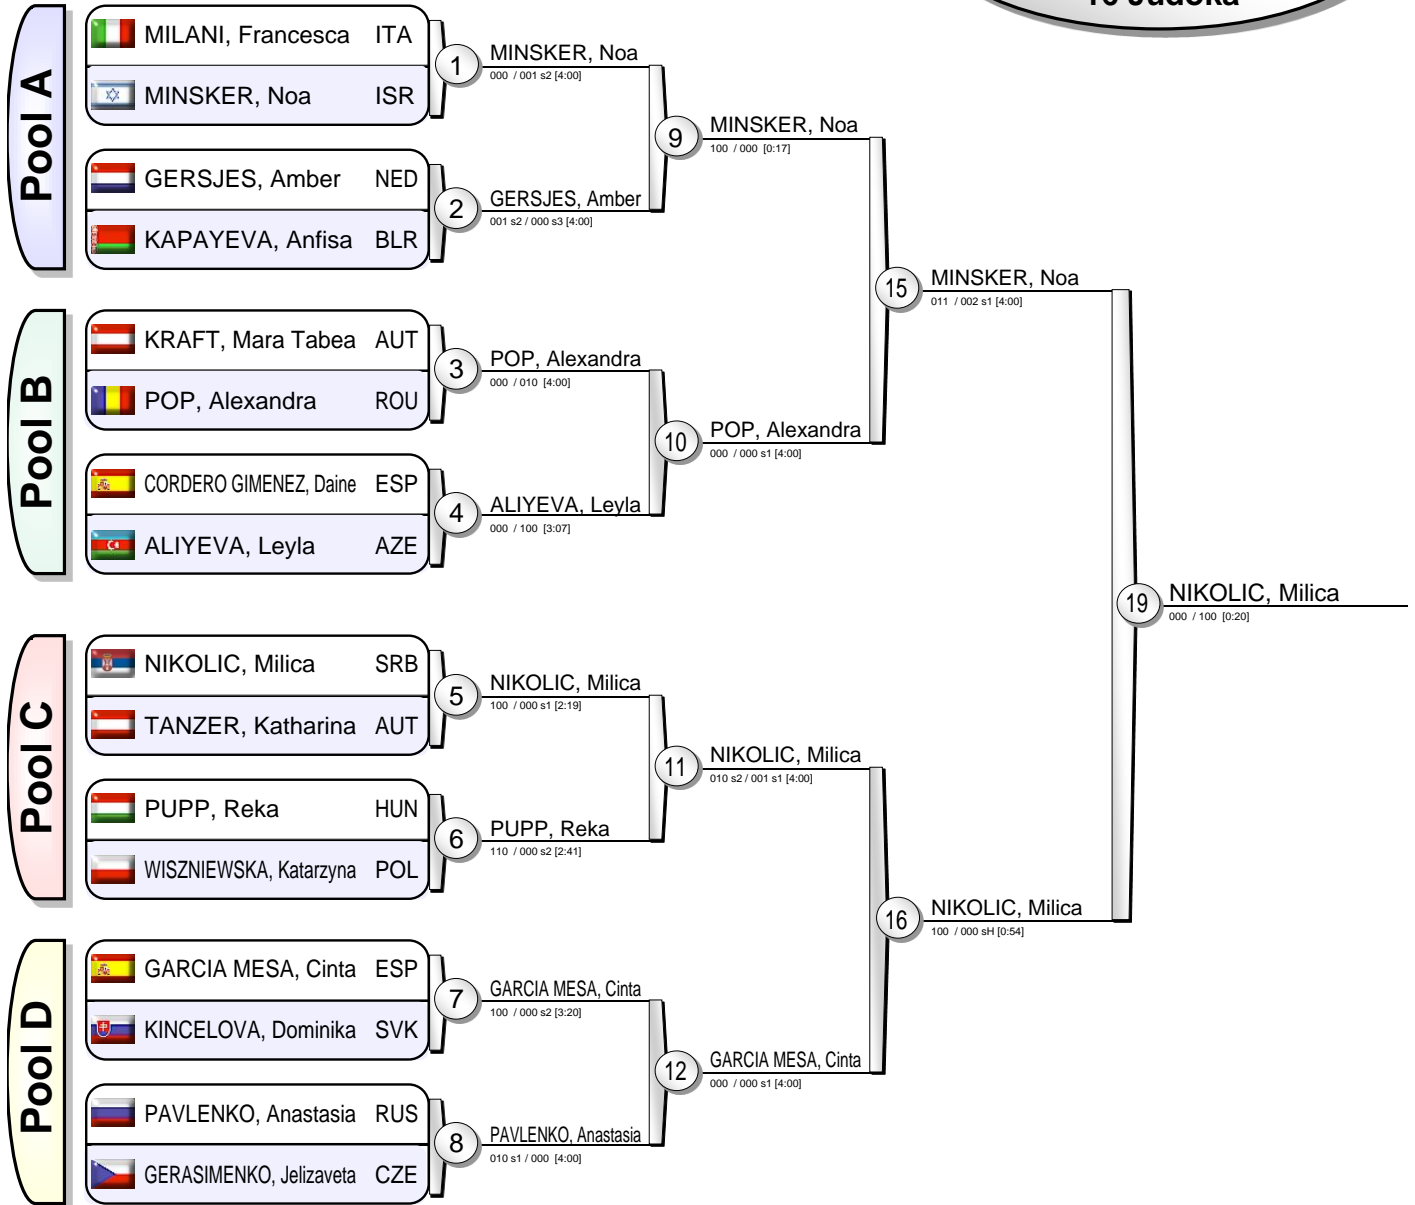 16 Judoka
Pool A
MILANI, Francesca ITA
MINSKER, Noa ISR
1
MINSKER, Noa
000 / 001 s2 [4:00]
GERSJES, Amber NED
KAPAYEVA, Anfisa BLR
2
GERSJES, Amber
001 s2 / 000 s3 [4:00]
9
MINSKER, Noa
100 / 000 [0:17]
Pool B
KRAFT, Mara Tabea AUT
POP, Alexandra ROU
3
POP, Alexandra
000 / 010 [4:00]
CORDERO GIMENEZ, Daine ESP
ALIYEVA, Leyla AZE
4
ALIYEVA, Leyla
000 / 100 [3:07]
10
POP, Alexandra
000 / 000 s1 [4:00]
15
MINSKER, Noa
011 / 002 s1 [4:00]
Pool C
NIKOLIC, Milica SRB
TANZER, Katharina AUT
5
NIKOLIC, Milica
100 / 000 s1 [2:19]
PUPP, Reka HUN
WISZNIEWSKA, Katarzyna POL
6
PUPP, Reka
110 / 000 s2 [2:41]
11
NIKOLIC, Milica
010 s2 / 001 s1 [4:00]
Pool D
GARCIA MESA, Cinta ESP
KINCELOVA, Dominika SVK
7
GARCIA MESA, Cinta
100 / 000 s2 [3:20]
PAVLENKO, Anastasia RUS
GERASIMENKO, Jelizaveta CZE
8
PAVLENKO, Anastasia
010 s1 / 000 [4:00]
12
GARCIA MESA, Cinta
000 / 000 s1 [4:00]
16
NIKOLIC, Milica
100 / 000 sH [0:54]
19
NIKOLIC, Milica
000 / 100 [0:20]